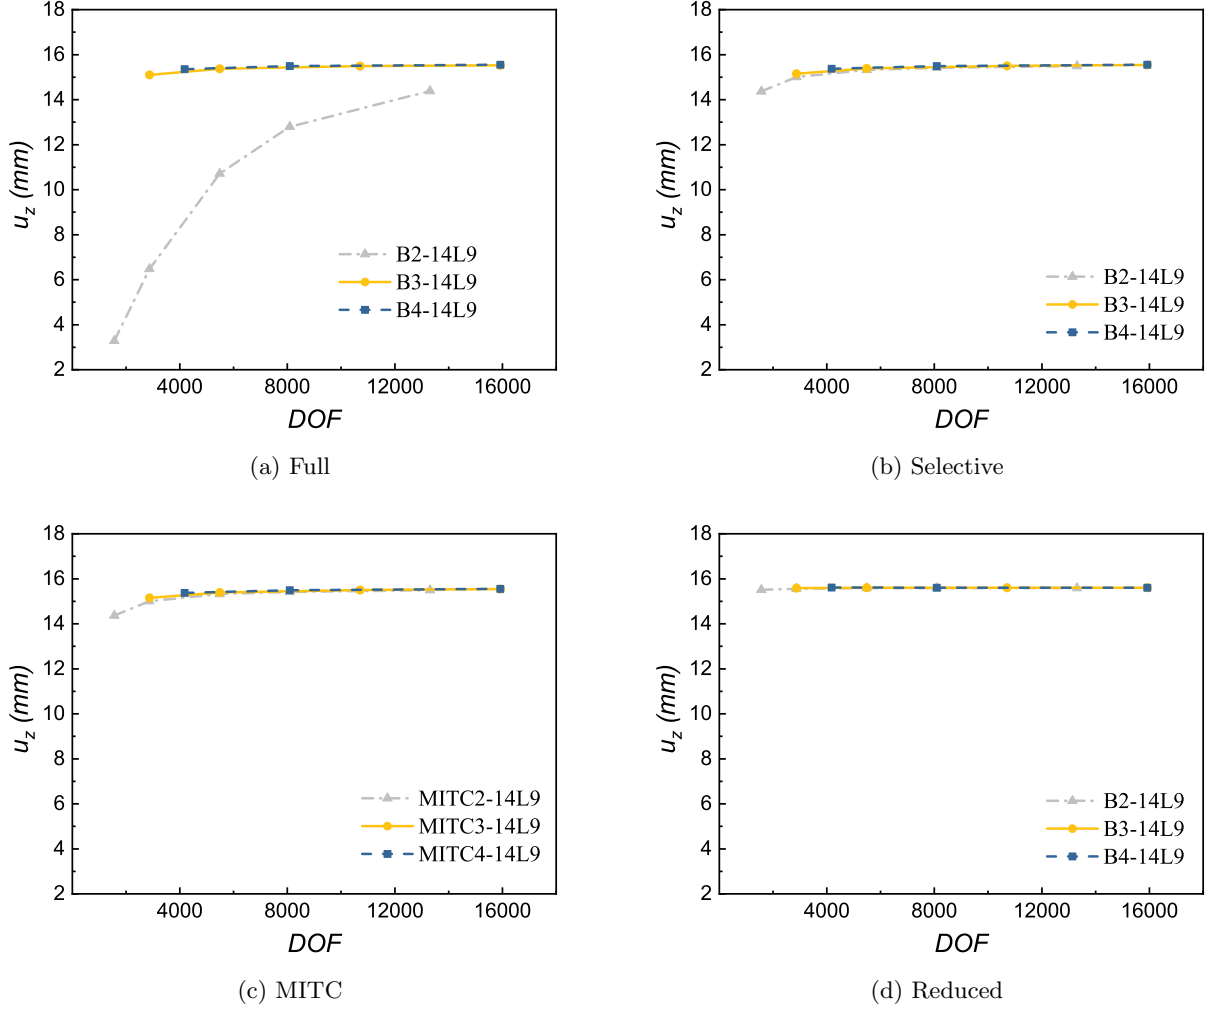 18
16
14
12
10
8
6
4
2
u_z (mm)
B2-14L9
B3-14L9
B4-14L9
4000 8000 12000 16000
DOF
(a) Full
18
16
14
12
10
8
6
4
2
u_z (mm)
B2-14L9
B3-14L9
B4-14L9
4000 8000 12000 16000
DOF
(b) Selective
18
16
14
12
10
8
6
4
2
u_z (mm)
MITC2-14L9
MITC3-14L9
MITC4-14L9
4000 8000 12000 16000
DOF
(c) MITC
18
16
14
12
10
8
6
4
2
u_z (mm)
B2-14L9
B3-14L9
B4-14L9
4000 8000 12000 16000
DOF
(d) Reduced